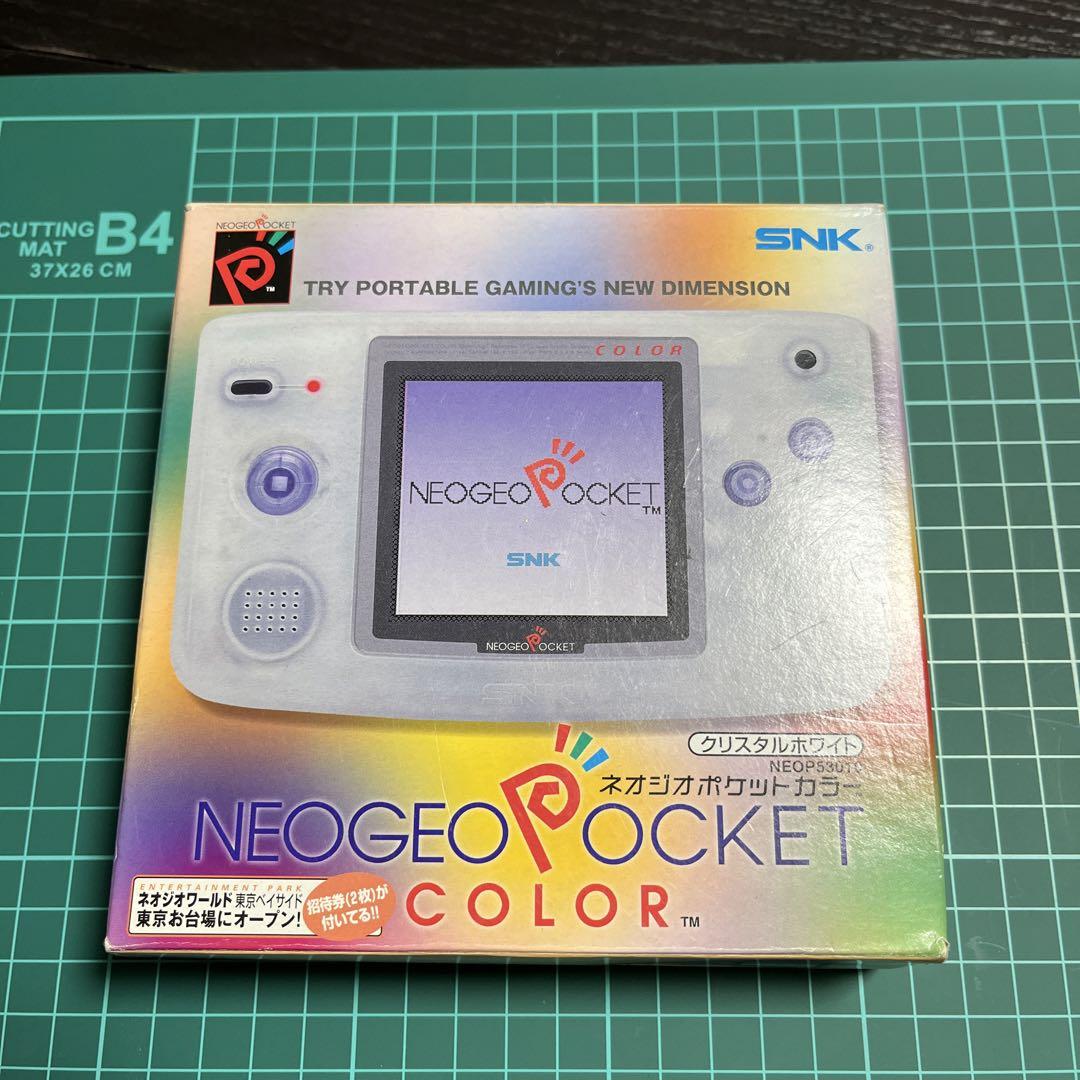 CUTTING
MAT
B4
37X26 CM
NEOGEO POCKET
TM
SNK®
TRY PORTABLE GAMING'S NEW DIMENSION
COLOR
NEOGEO POCKET
TM
SNK
NEOGEO POCKET
SNK
クリスタルホワイト
ネオジオポケットカラー
NEOGEO POCKET
COLOR TM
ENTERTAINMENT PARK
ネオジオワールド 東京ベイサイド
東京お台場にオープン!
招待券(2枚)が
付いてる!!